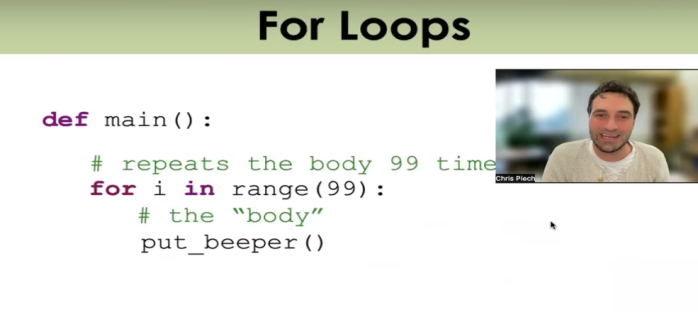 For Loops
def main():
# repeats the body 99 time
for i in range(99):
# the “body”
put_beeper()
Chris Piech